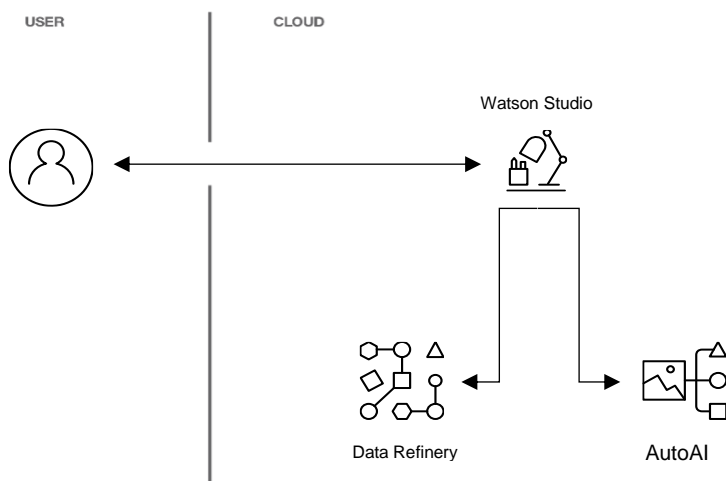 USER
CLOUD
Watson Studio
Data Refinery
AutoAI